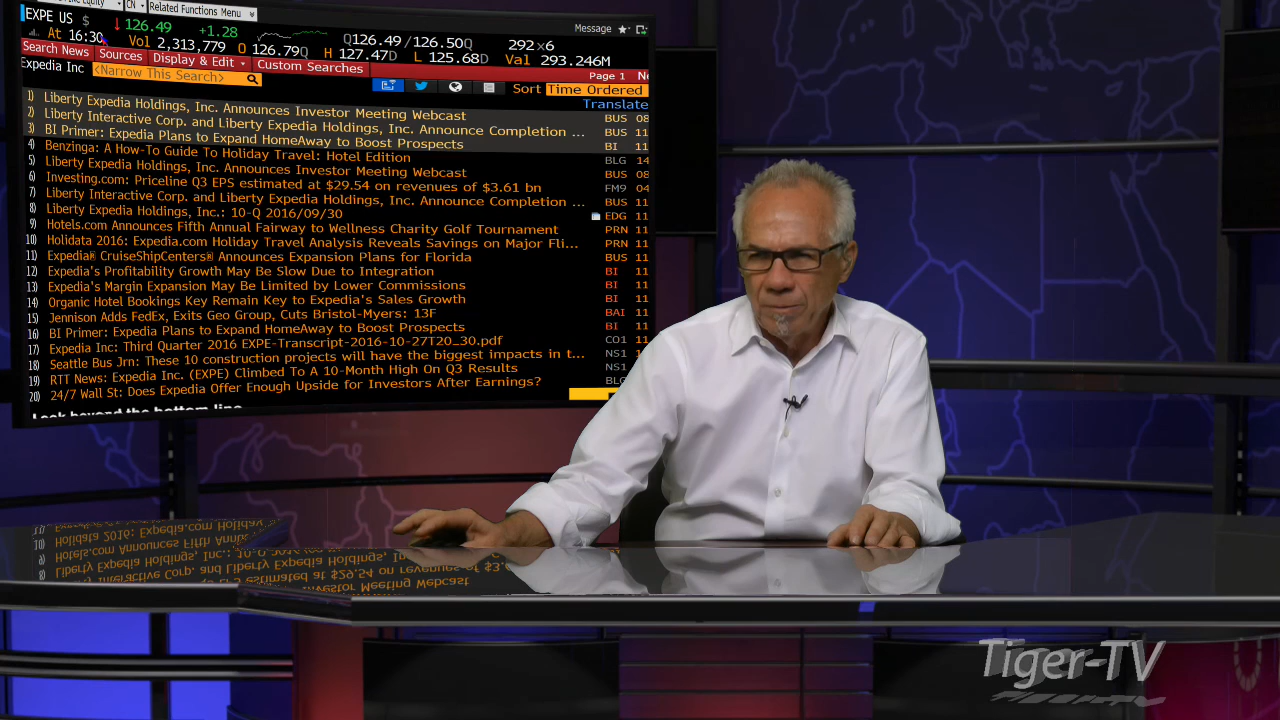 Equity CN Related Functions Menu
EXPE US $ ↓126.49 +1.28 Q126.49/126.50Q 292×6 Message
At 16:30 Vol 2,313,779 O 126.79Q H 127.47D L 125.68D Val 293.246M
Search News Sources Display & Edit Custom Searches Page 1
Expedia Inc <Narrow This Search> Sort Time Ordered
Translate
1) Liberty Expedia Holdings, Inc. Announces Investor Meeting Webcast BUS 08
2) Liberty Interactive Corp. and Liberty Expedia Holdings, Inc. Announce Completion ... BUS 11
3) BI Primer: Expedia Plans to Expand HomeAway to Boost Prospects BI 11
4) Benzinga: A How-To Guide To Holiday Travel: Hotel Edition BLG 14
5) Liberty Expedia Holdings, Inc. Announces Investor Meeting Webcast BUS 08
6) Investing.com: Priceline Q3 EPS estimated at $29.54 on revenues of $3.61 bn FM9 04
7) Liberty Interactive Corp. and Liberty Expedia Holdings, Inc. Announce Completion ... BUS 11
8) Liberty Expedia Holdings, Inc.: 10-Q 2016/09/30 EDG 11
9) Hotels.com Announces Fifth Annual Fairway to Wellness Charity Golf Tournament PRN 11
10) Holidata 2016: Expedia.com Holiday Travel Analysis Reveals Savings on Major Fli... PRN 11
11) Expedia® CruiseShipCenters® Announces Expansion Plans for Florida BUS 11
12) Expedia's Profitability Growth May Be Slow Due to Integration BI 11
13) Expedia's Margin Expansion May Be Limited by Lower Commissions BI 11
14) Organic Hotel Bookings Key Remain Key to Expedia's Sales Growth BI 11
15) Jennison Adds FedEx, Exits Geo Group, Cuts Bristol-Myers: 13F BAI 11
16) BI Primer: Expedia Plans to Expand HomeAway to Boost Prospects BI 11
17) Expedia Inc: Third Quarter 2016 EXPE-Transcript-2016-10-27T20_30.pdf CO1 11
18) Seattle Bus Jrn: These 10 construction projects will have the biggest impacts in t... NS1 11
19) RTT News: Expedia Inc. (EXPE) Climbed To A 10-Month High On Q3 Results NS1 11
20) 24/7 Wall St: Does Expedia Offer Enough Upside for Investors After Earnings? BLG
Look beyond the bottom line
Tiger-TV